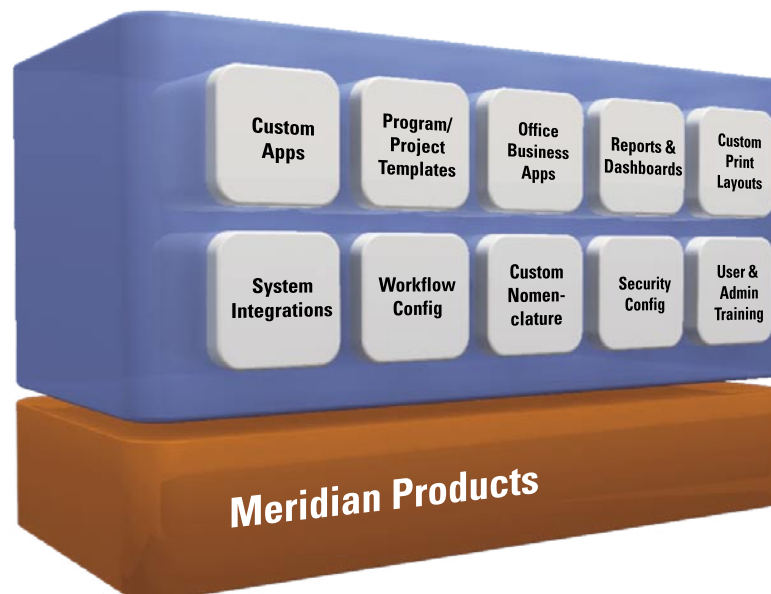 Custom
Apps
Program/
Project
Templates
Office
Business
Apps
Reports &
Dashboards
Custom
Print
Layouts
System
Integrations
Workflow
Config
Custom
Nomen-
clature
Security
Config
User &
Admin
Training
Meridian Products